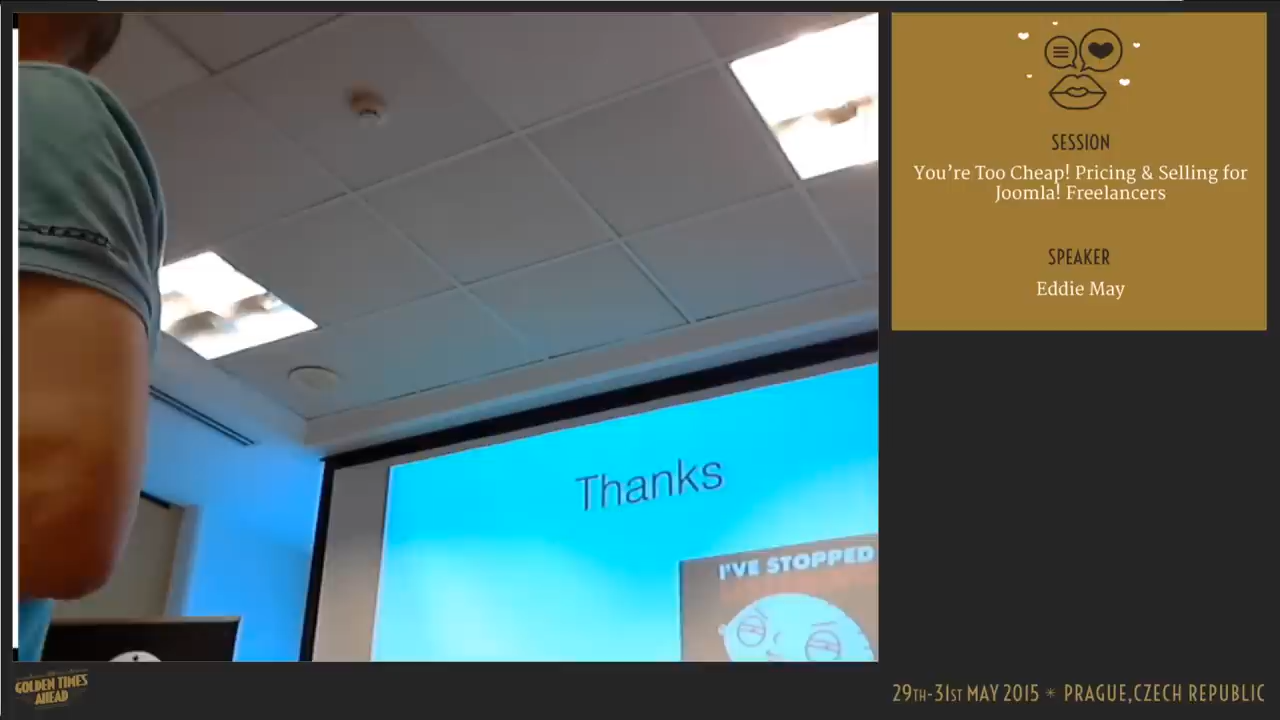 SESSION
You’re Too Cheap! Pricing & Selling for
Joomla! Freelancers
SPEAKER
Eddie May
Thanks
I'VE STOPPED
GOLDEN TIMES
AHEAD
29TH-31ST MAY 2015 * PRAGUE,CZECH REPUBLIC